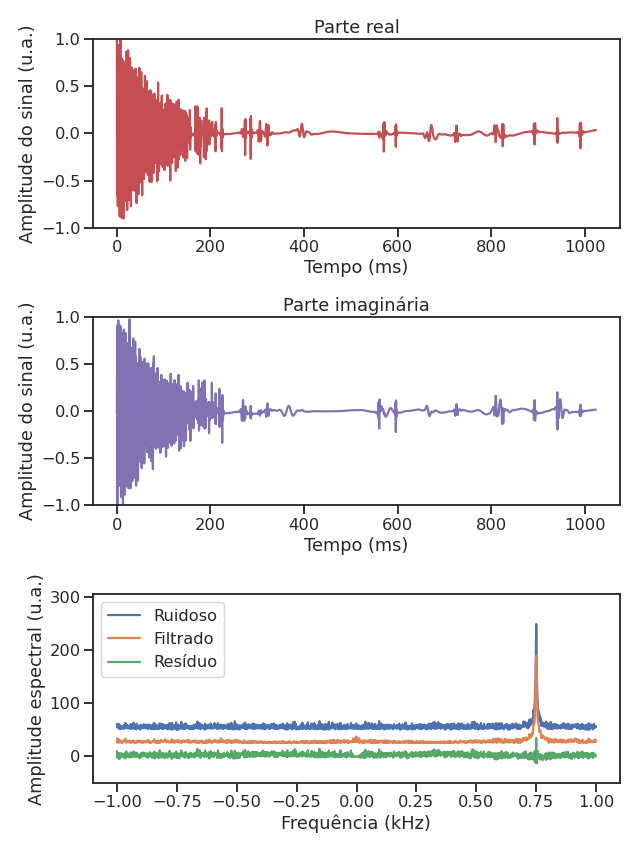 Parte real
Amplitude do sinal (u.a.)
1.0
0.5
0.0
−0.5
−1.0
0 200 400 600 800 1000
Tempo (ms)
Parte imaginária
Amplitude do sinal (u.a.)
1.0
0.5
0.0
−0.5
−1.0
0 200 400 600 800 1000
Tempo (ms)
Amplitude espectral (u.a.)
300
200
100
0
Ruidoso
Filtrado
Resíduo
−1.00 −0.75 −0.50 −0.25 0.00 0.25 0.50 0.75 1.00
Frequência (kHz)